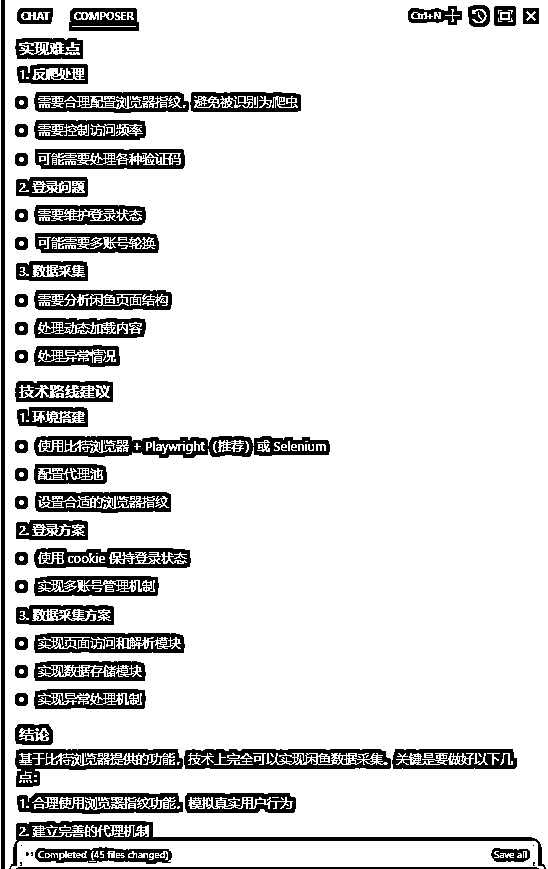 CHAT COMPOSER Ctrl+N
实现难点
1. 反爬处理
需要合理配置浏览器指纹，避免被识别为爬虫
需要控制访问频率
可能需要处理各种验证码
2. 登录问题
需要维护登录状态
可能需要多账号轮换
3. 数据采集
需要分析闲鱼页面结构
处理动态加载内容
处理异常情况
技术路线建议
1. 环境搭建
使用比特浏览器 + Playwright（推荐）或 Selenium
配置代理池
设置合适的浏览器指纹
2. 登录方案
使用 cookie 保持登录状态
实现多账号管理机制
3. 数据采集方案
实现页面访问和解析模块
实现数据存储模块
实现异常处理机制
结论
基于比特浏览器提供的功能，技术上完全可以实现闲鱼数据采集。关键是要做好以下几
点：
1. 合理使用浏览器指纹功能，模拟真实用户行为
2. 建立完善的代理机制
Completed (45 files changed) Save all